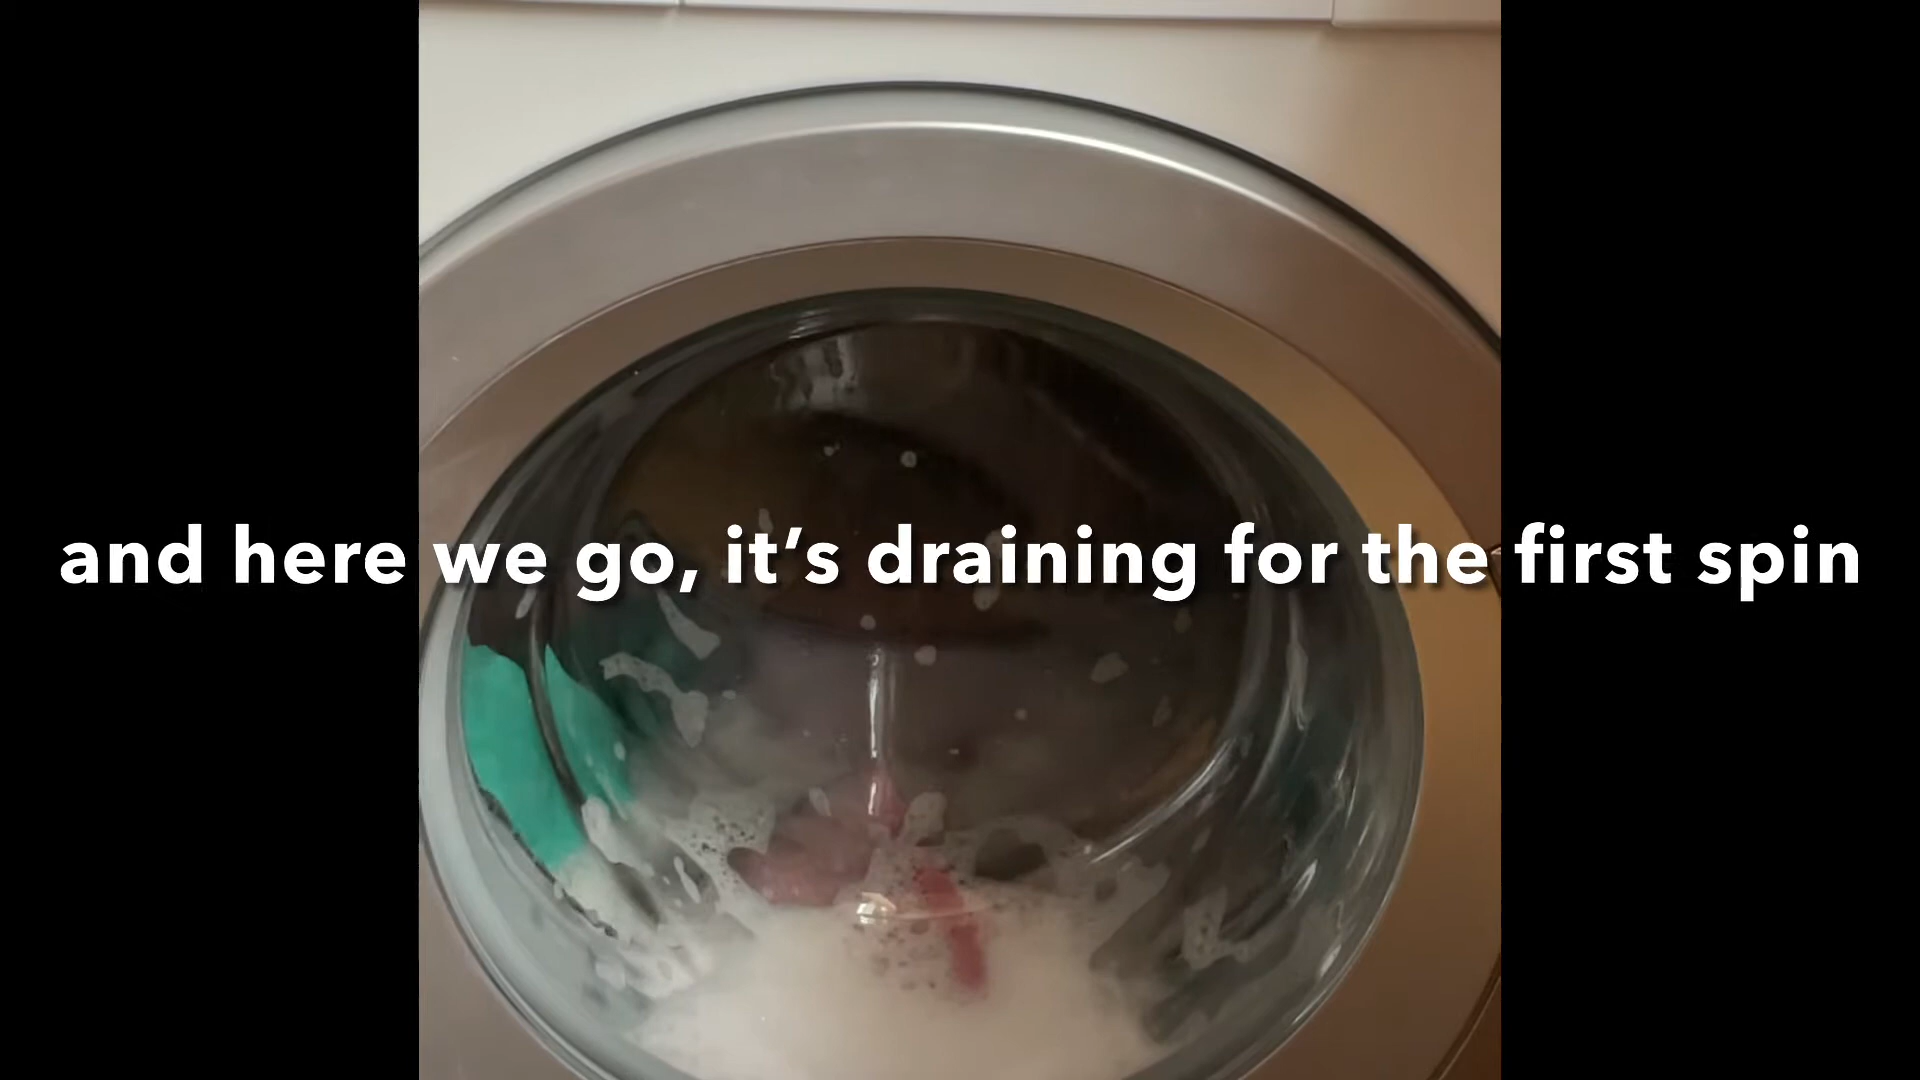 and here we go, it’s draining for the first spin